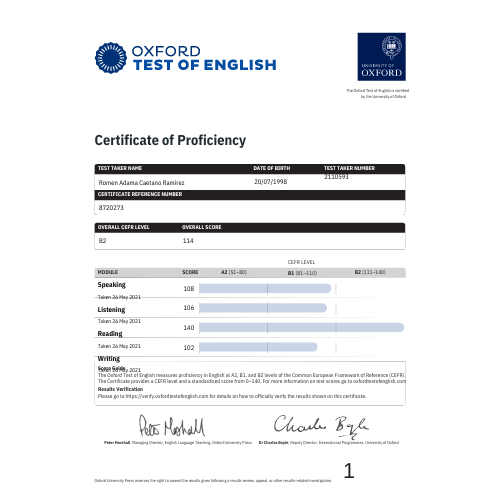 OXFORD
TEST OF ENGLISH
UNIVERSITY OF
OXFORD
The Oxford Test of English is certified
by the University of Oxford.
Certificate of Proficiency
TEST TAKER NAME DATE OF BIRTH TEST TAKER NUMBER
Romen Adama Caetano Ramirez 20/07/1998 2110593
CERTIFICATE REFERENCE NUMBER
8720273
OVERALL CEFR LEVEL OVERALL SCORE
B2 114
CEFR LEVEL
MODULE SCORE A2 (51–80) B1 (81–110) B2 (111–140)
Speaking 108
Taken 26 May 2021
Listening 106
Taken 26 May 2021
Reading 140
Taken 26 May 2021
Writing 102
Taken 26 May 2021
Score Guide
The Oxford Test of English measures proficiency in English at A2, B1, and B2 levels of the Common European Framework of Reference (CEFR).
The Certificate provides a CEFR level and a standardised score from 0–140. For more information on test scores go to oxfordtestofenglish.com
Results Verification
Please go to https://verify.oxfordtestofenglish.com for details on how to officially verify the results shown on this certificate.
Peter Marshall Charles Boyle
Peter Marshall, Managing Director, English Language Teaching, Oxford University Press Dr Charles Boyle, Deputy Director, International Programmes, University of Oxford
Oxford University Press reserves the right to amend the results given following a results review, appeal, or other results-related investigation.
1